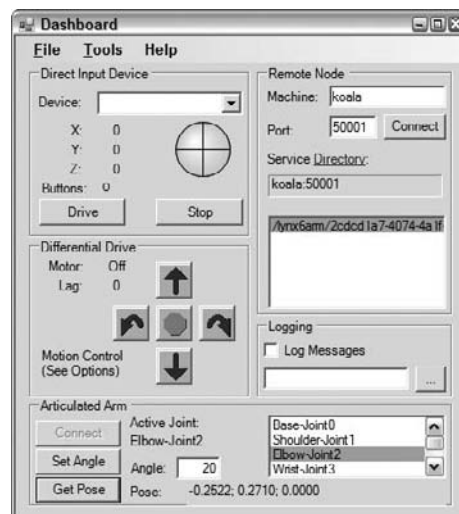 Dashboard
File Tools Help
Direct Input Device
Device:
X: 0
Y: 0
Z: 0
Buttons: 0
Drive Stop
Differential Drive
Motor: Off
Lag: 0
Motion Control
(See Options)
Remote Node
Machine: koala
Port: 50001 Connect
Service Directory:
koala:50001
/lynx6arm/2cdcd1a7-4074-4a1f
Logging
Log Messages
...
Articulated Arm
Connect
Set Angle
Get Pose
Active Joint:
Elbow-Joint2
Angle: 20
Pose: -0.2522; 0.2710; 0.0000
Base-Joint0
Shoulder-Joint1
Elbow-Joint2
Wrist-Joint3